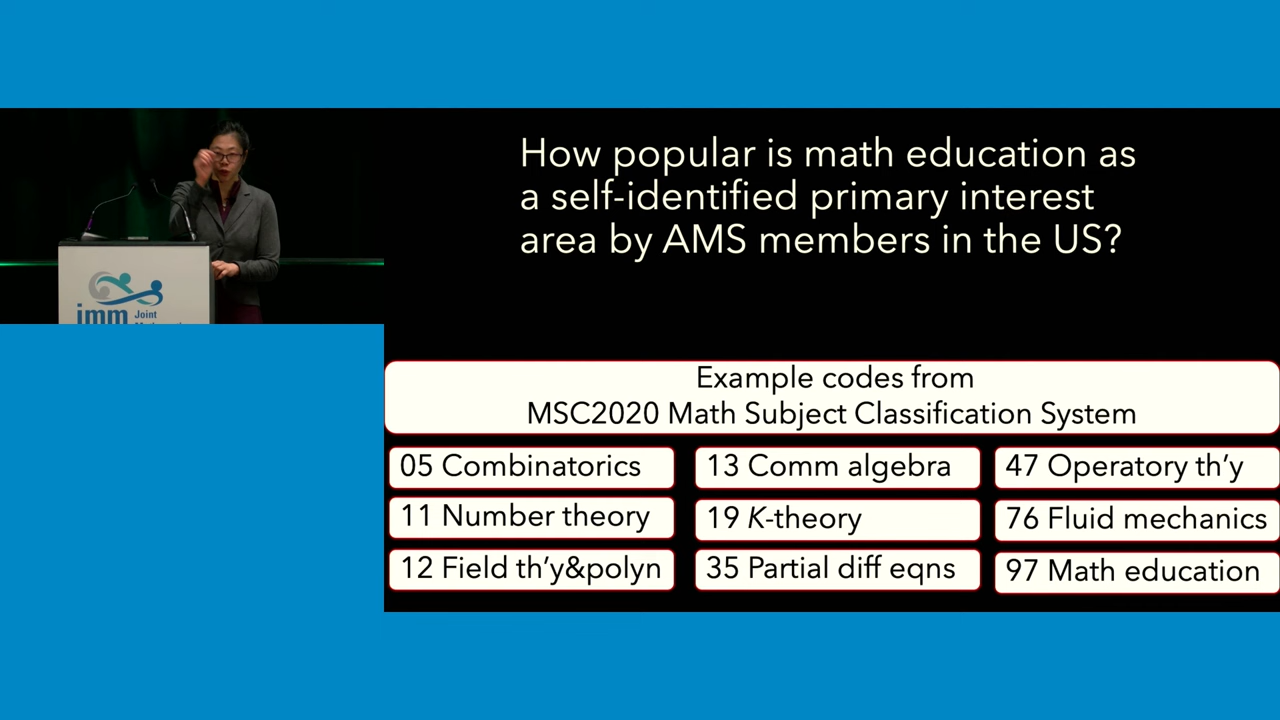 How popular is math education as
a self-identified primary interest
area by AMS members in the US?
jmm Joint
Example codes from
MSC2020 Math Subject Classification System
05 Combinatorics
13 Comm algebra
47 Operatory th’y
11 Number theory
19 K-theory
76 Fluid mechanics
12 Field th’y&polyn
35 Partial diff eqns
97 Math education